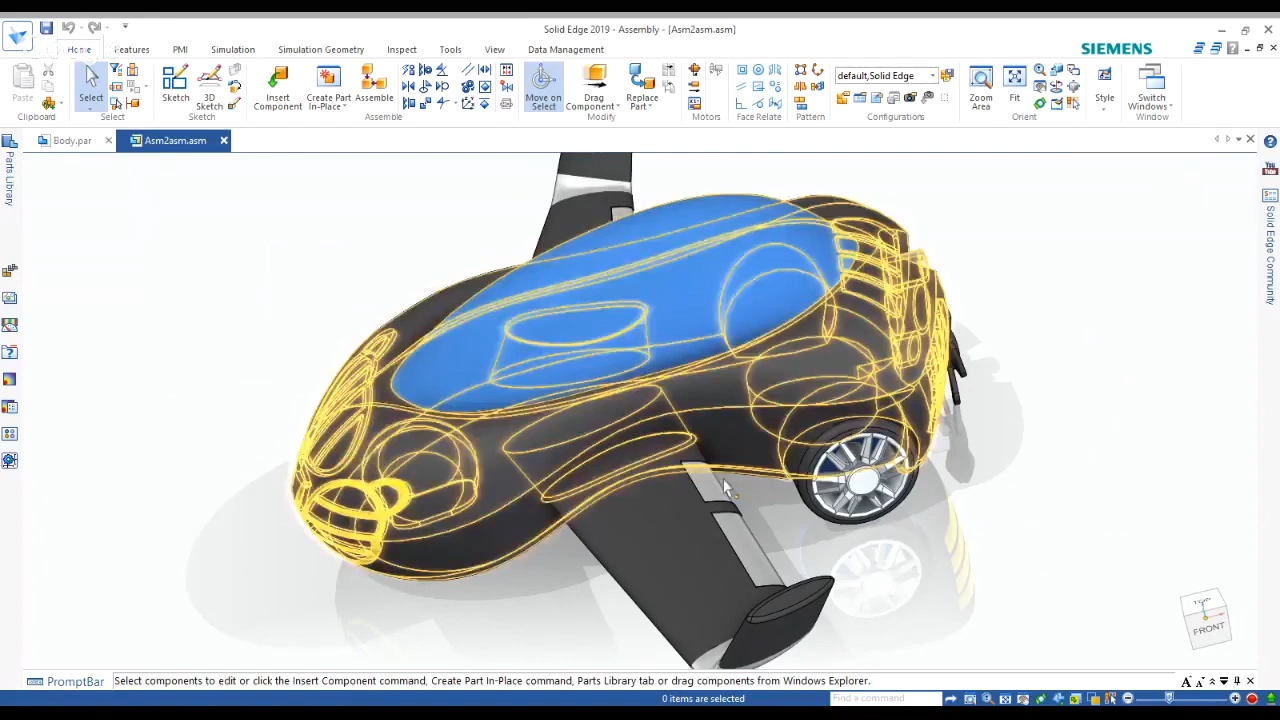 Solid Edge 2019 - Assembly - [Asm2asm.asm]
Home Features PMI Simulation Simulation Geometry Inspect Tools View Data Management SIEMENS
Paste Select Sketch 3D Sketch Insert Component Create Part In-Place Assemble Move on Select Drag Component Replace default,Solid Edge Zoom Area Fit Style Switch Windows
Clipboard Select Sketch Assemble Modify Motors Face Relate Pattern Configurations Orient Window
Body.par Asm2asm.asm
Parts Library
Solid Edge Community
You Tube
TOP
FRONT
PromptBar Select components to edit or click the Insert Component command, Create Part In-Place command, Parts Library tab or drag components from Windows Explorer.
0 items are selected Find a command